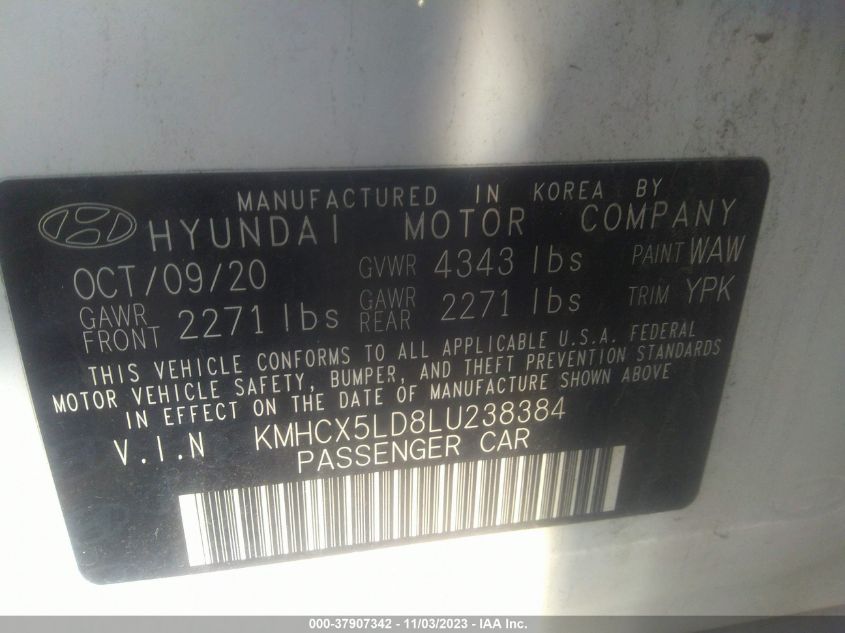 MANUFACTURED IN KOREA BY
HYUNDAI MOTOR COMPANY
OCT/09/20 GVWR 4343 lbs PAINT WAW
GAWR FRONT 2271 lbs GAWR REAR 2271 lbs TRIM YPK
THIS VEHICLE CONFORMS TO ALL APPLICABLE U.S.A. FEDERAL
MOTOR VEHICLE SAFETY, BUMPER, AND THEFT PREVENTION STANDARDS
IN EFFECT ON THE DATE OF MANUFACTURE SHOWN ABOVE
V.I.N KMHCX5LD8LU238384
PASSENGER CAR
000-37907342 - 11/03/2023 - IAA Inc.